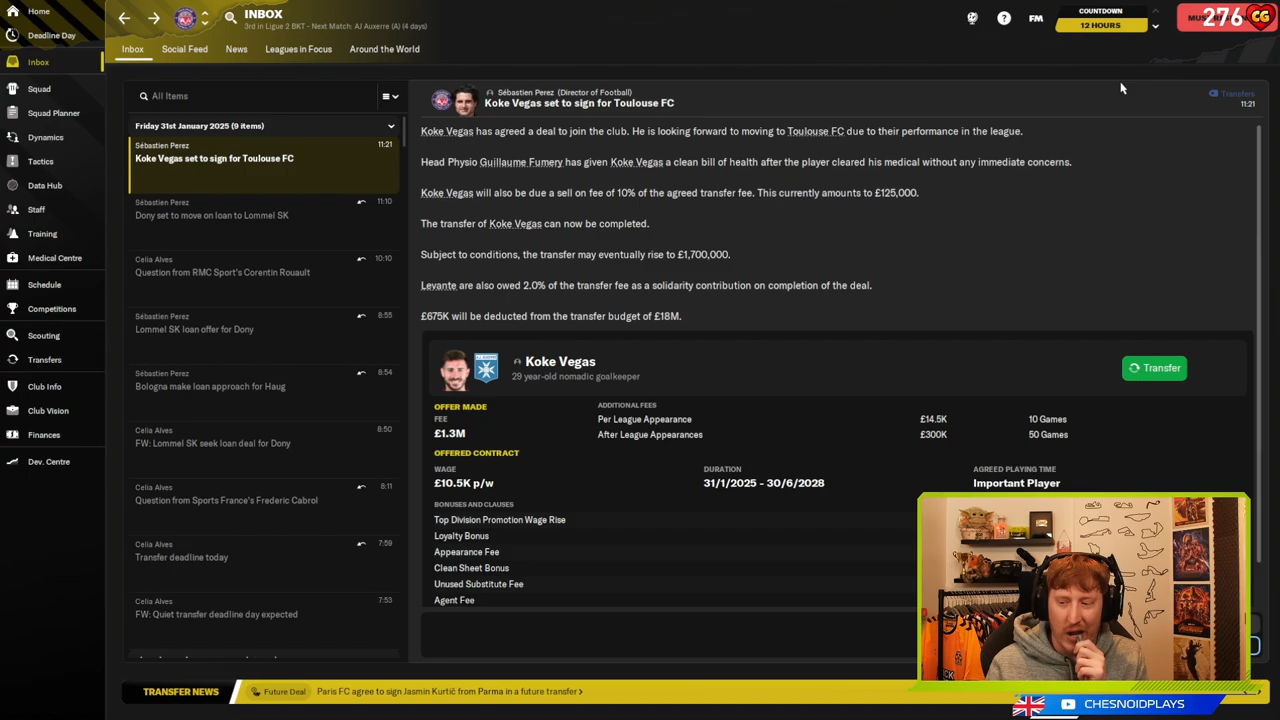 Home
Deadline Day
Inbox
Squad
Squad Planner
Dynamics
Tactics
Data Hub
Staff
Training
Medical Centre
Schedule
Competitions
Scouting
Transfers
Club Info
Club Vision
Finances
Dev. Centre
INBOX
3rd in Ligue 2 BKT - Next Match: AJ Auxerre (A) (4 days)
FM
COUNTDOWN
12 HOURS
276
CG
Inbox
Social Feed
News
Leagues in Focus
Around the World
All Items
Friday 31st January 2025 (9 items)
Sébastien Perez 11:21
Koke Vegas set to sign for Toulouse FC
Sébastien Perez 11:10
Dony set to move on loan to Lommel SK
Celia Alves 10:10
Question from RMC Sport's Corentin Rouault
Sébastien Perez 8:55
Lommel SK loan offer for Dony
Sébastien Perez 8:54
Bologna make loan approach for Haug
Celia Alves 8:50
FW: Lommel SK seek loan deal for Dony
Celia Alves 8:11
Question from Sports France's Frederic Cabrol
Celia Alves 7:59
Transfer deadline today
Celia Alves 7:53
FW: Quiet transfer deadline day expected
Sébastien Perez (Director of Football)
Koke Vegas set to sign for Toulouse FC
Transfers
11:21
Koke Vegas has agreed a deal to join the club. He is looking forward to moving to Toulouse FC due to their performance in the league.
Head Physio Guillaume Fumery has given Koke Vegas a clean bill of health after the player cleared his medical without any immediate concerns.
Koke Vegas will also be due a sell on fee of 10% of the agreed transfer fee. This currently amounts to £125,000.
The transfer of Koke Vegas can now be completed.
Subject to conditions, the transfer may eventually rise to £1,700,000.
Levante are also owed 2.0% of the transfer fee as a solidarity contribution on completion of the deal.
£675K will be deducted from the transfer budget of £18M.
Koke Vegas
29 year-old nomadic goalkeeper
Transfer
OFFER MADE
FEE
£1.3M
ADDITIONAL FEES
Per League Appearance £14.5K 10 Games
After League Appearances £300K 50 Games
OFFERED CONTRACT
WAGE
£10.5K p/w
DURATION
31/1/2025 - 30/6/2028
AGREED PLAYING TIME
Important Player
BONUSES AND CLAUSES
Top Division Promotion Wage Rise
Loyalty Bonus
Appearance Fee
Clean Sheet Bonus
Unused Substitute Fee
Agent Fee
TRANSFER NEWS
Future Deal
Paris FC agree to sign Jasmin Kurtič from Parma in a future transfer >
CHESNOIDPLAYS